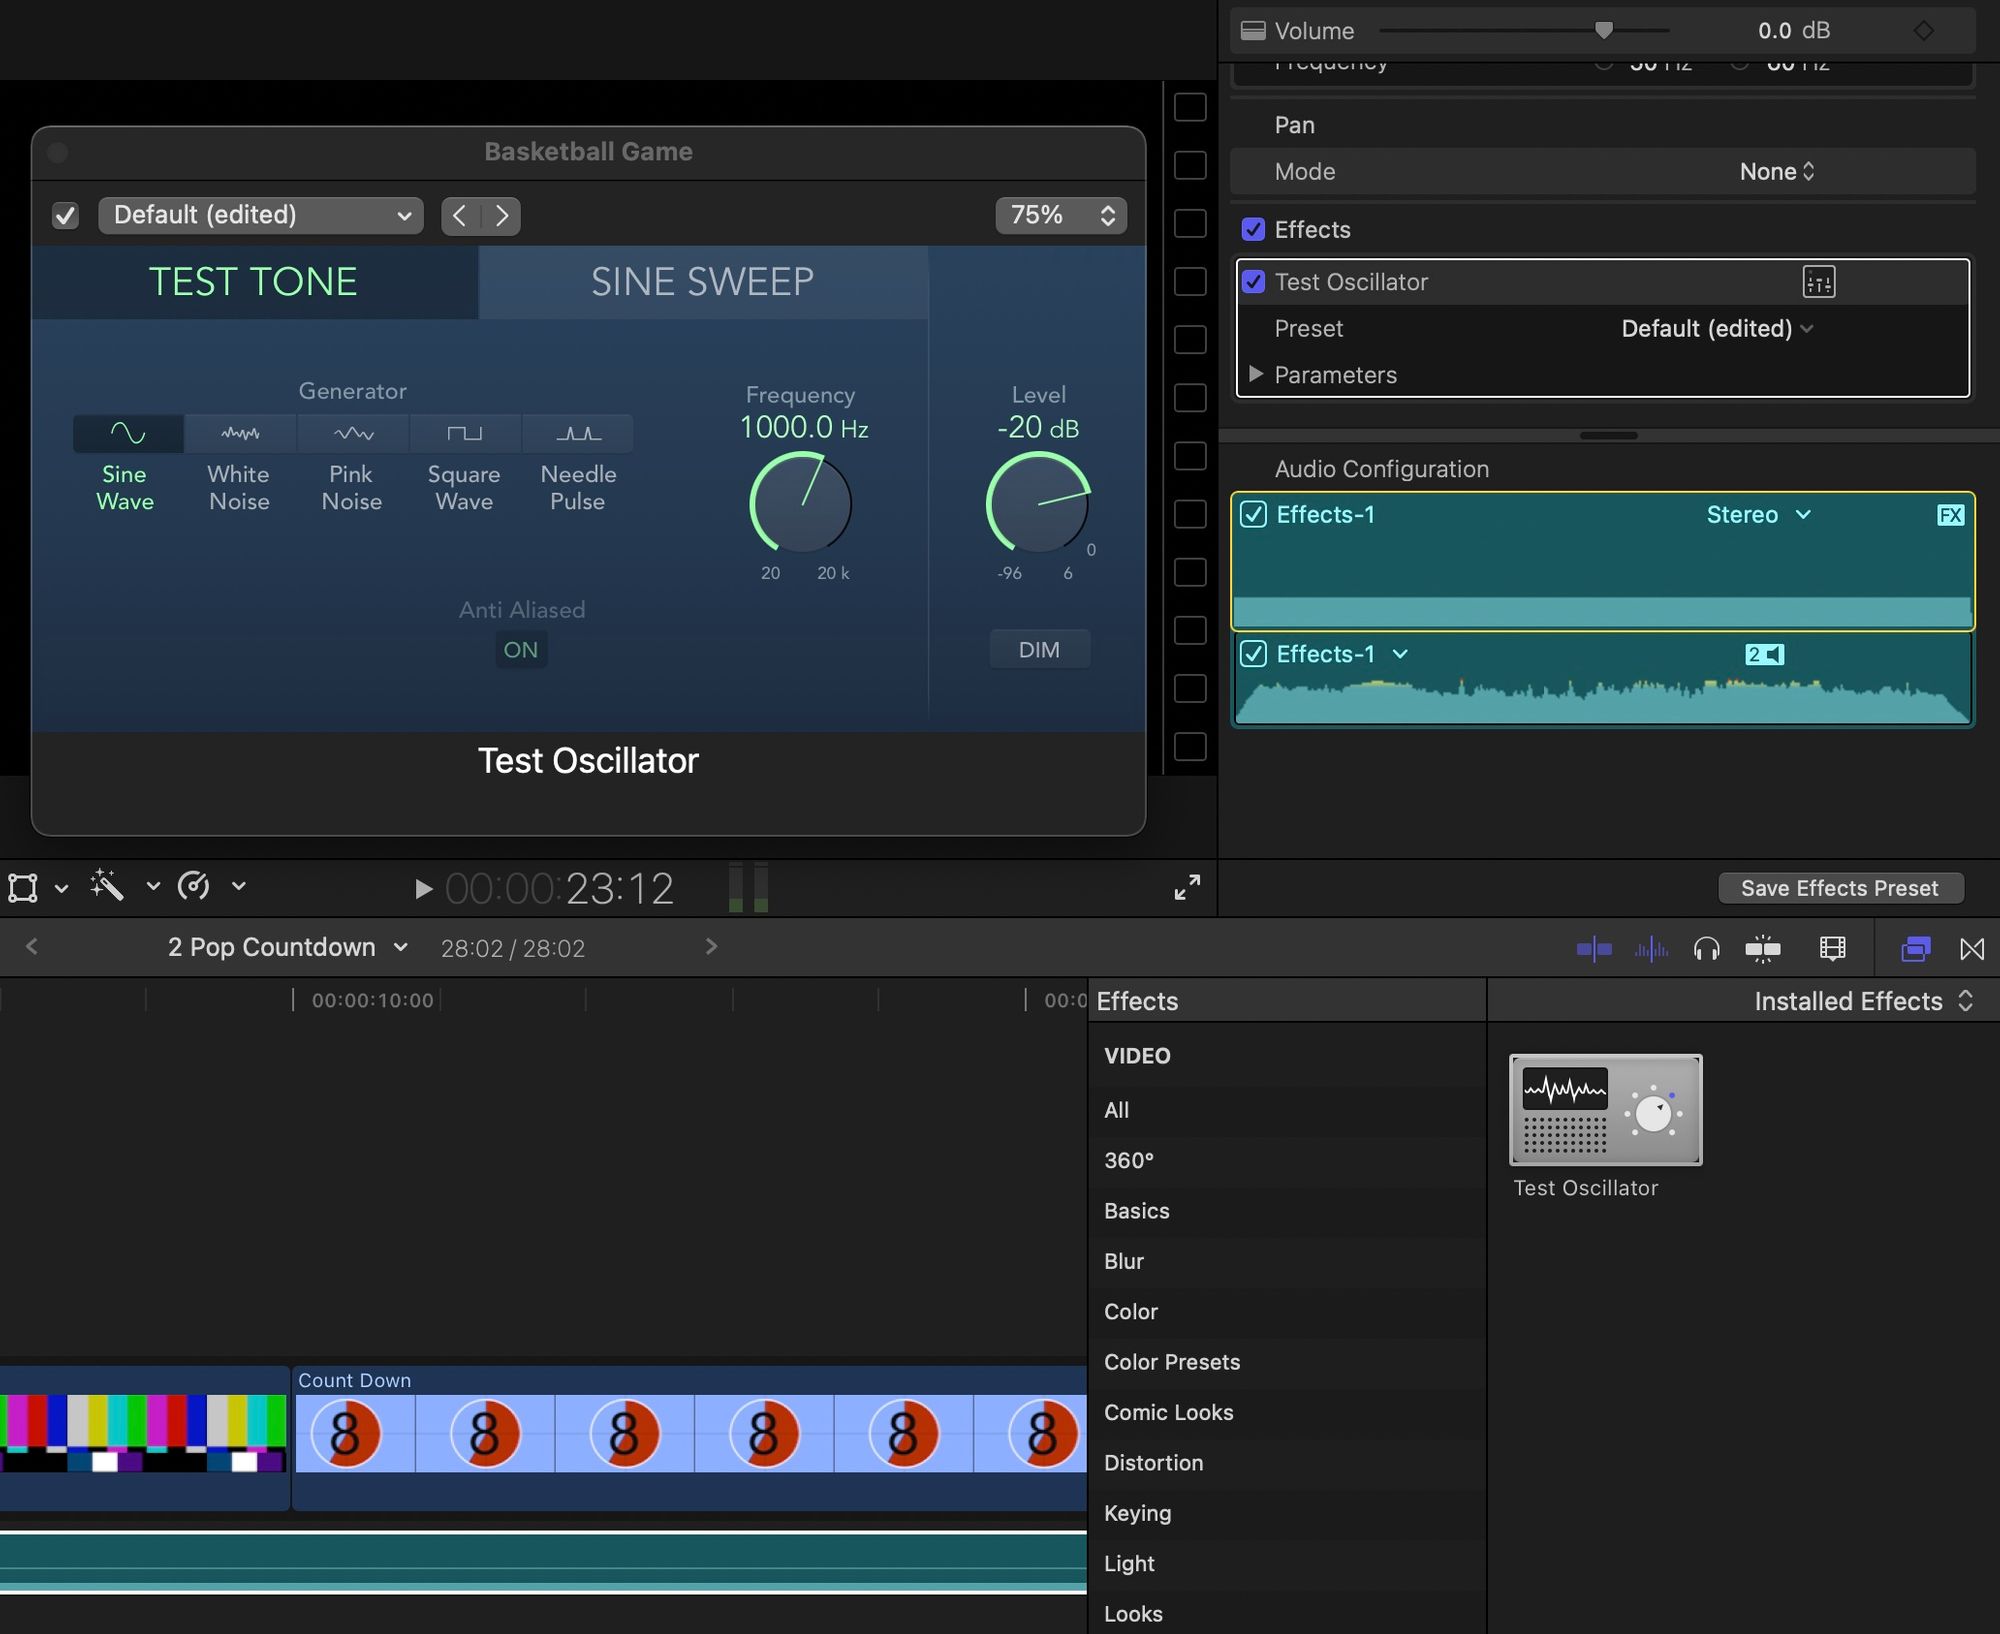 Volume 0.0 dB
Frequency 50 Hz 60 Hz
Pan
Mode None
Effects
Test Oscillator
Preset Default (edited)
Parameters
Audio Configuration
Effects-1 Stereo FX
Effects-1 2
Save Effects Preset
Basketball Game
Default (edited) 75%
TEST TONE SINE SWEEP
Generator
Sine Wave
White Noise
Pink Noise
Square Wave
Needle Pulse
Frequency
1000.0 Hz
20 20 k
Level
-20 dB
0
-96 6
Anti Aliased
ON
DIM
Test Oscillator
00:00:23:12
2 Pop Countdown 28:02 / 28:02
00:00:10:00 00:0
Count Down
8 8 8 8 8 8
Effects Installed Effects
VIDEO
All
360°
Basics
Blur
Color
Color Presets
Comic Looks
Distortion
Keying
Light
Looks
Test Oscillator